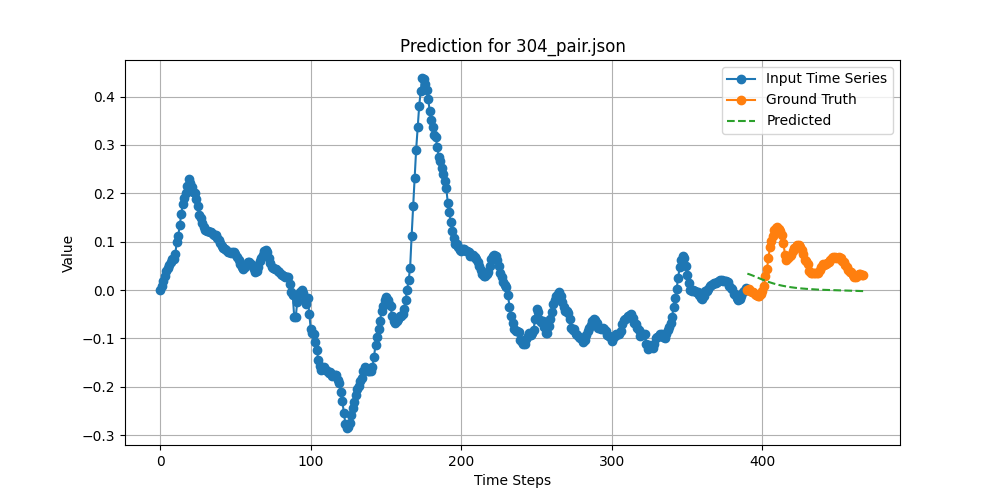 Prediction for 304_pair.json
Input Time Series
Ground Truth
Predicted
Value
0.4
0.3
0.2
0.1
0.0
−0.1
−0.2
−0.3
0 100 200 300 400
Time Steps